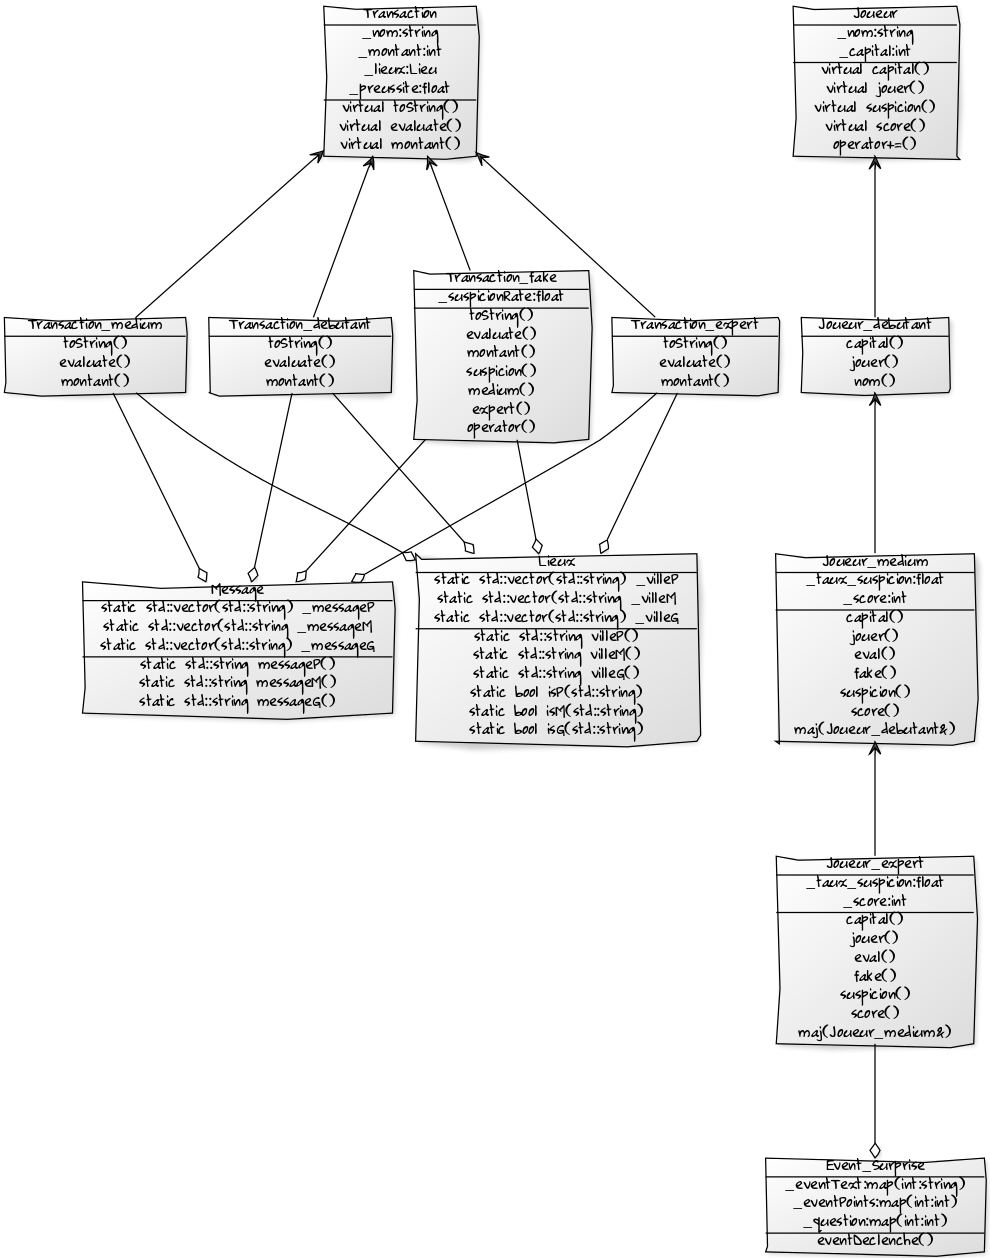 Transaction
_nom:string
_montant:int
_lieux:Lieu
_preussite:float
virtual toString()
virtual evaluate()
virtual montant()
Joueur
_nom:string
_capital:int
virtual capital()
virtual jouer()
virtual suspicion()
virtual score()
operator+=()
Transaction_medium
toString()
evaluate()
montant()
Transaction_debutant
toString()
evaluate()
montant()
Transaction_fake
_suspicionRate:float
toString()
evaluate()
montant()
suspicion()
medium()
expert()
operator()
Transaction_expert
toString()
evaluate()
montant()
Joueur_debutant
capital()
jouer()
nom()
Message
static std::vector(std::string) _messageP
static std::vector(std::string) _messageM
static std::vector(std::string) _messageG
static std::string messageP()
static std::string messageM()
static std::string messageG()
Lieux
static std::vector(std::string) _villeP
static std::vector(std::string) _villeM
static std::vector(std::string) _villeG
static std::string villeP()
static std::string villeM()
static std::string villeG()
static bool isP(std::string)
static bool isM(std::string)
static bool isG(std::string)
Joueur_medium
_taux_suspicion:float
_score:int
capital()
jouer()
eval()
fake()
suspicion()
score()
maj(Joueur_debutant&)
Joueur_expert
_taux_suspicion:float
_score:int
capital()
jouer()
eval()
fake()
suspicion()
score()
maj(Joueur_medium&)
Event_Surprise
_eventText:map(int:string)
_eventPoints:map(int:int)
_question:map(int:int)
eventDeclenche()